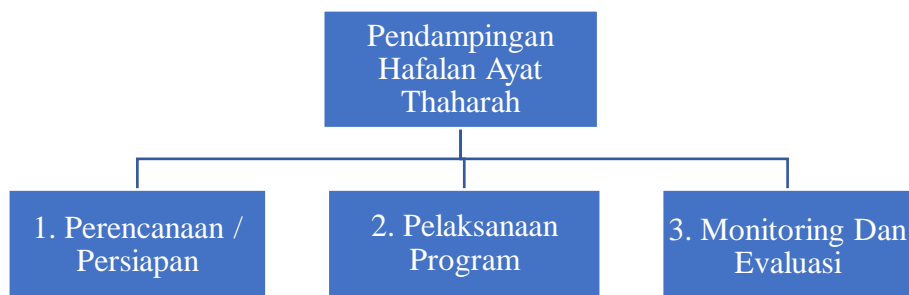 Pendampingan
Hafalan Ayat
Thaharah
1. Perencanaan /
Persiapan
2. Pelaksanaan
Program
3. Monitoring Dan
Evaluasi